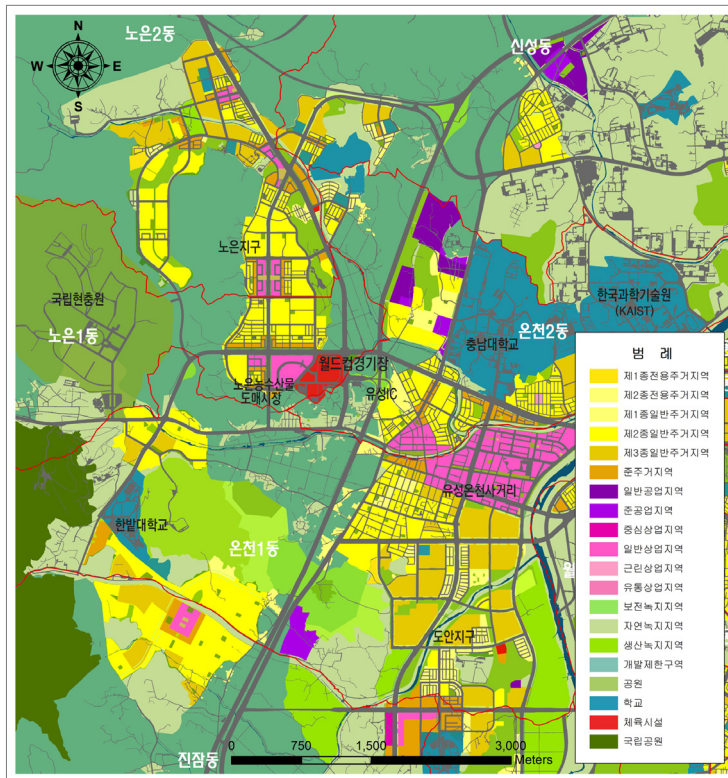 노은2동
신성동
N
W
E
S
노은지구
국립현충원
노은1동
한국과학기술원
(KAIST)
온천2동
충남대학교
월드컵경기장
노은농수산물
도매시장
유성IC
유성온천사거리
한밭대학교
온천1동
도안지구
진잠동
월
0 750 1,500 3,000
Meters
범 례
제1종전용주거지역
제2종전용주거지역
제1종일반주거지역
제2종일반주거지역
제3종일반주거지역
준주거지역
일반공업지역
준공업지역
중심상업지역
일반상업지역
근린상업지역
유통상업지역
보전녹지지역
자연녹지지역
생산녹지지역
개발제한구역
공원
학교
체육시설
국립공원